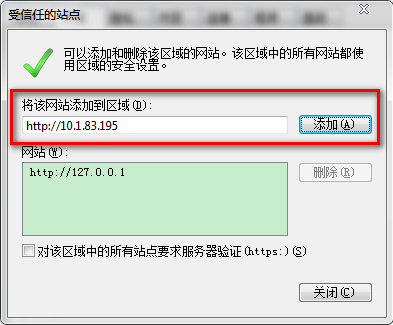 受信任的站点
可以添加和删除该区域的网站。该区域中的所有网站都使
用区域的安全设置。
将该网站添加到区域(D):
http://10.1.83.195
添加(A)
网站(W):
http://127.0.0.1
删除(R)
对该区域中的所有站点要求服务器验证(https:)(S)
关闭(C)